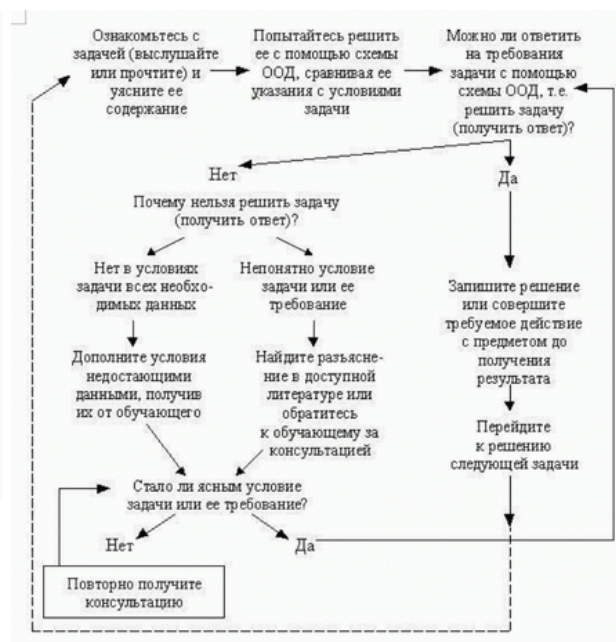 Ознакомьтесь с
задачей (выслушайте
или прочтите) и
уясните ее
содержание
Попытайтесь решить
ее с помощью схемы
ООД, сравнивая ее
указания с условиями
задачи
Можно ли ответить
на требования
задачи с помощью
схемы ООД, т.е.
решить задачу
(получить ответ)?
Нет
Да
Почему нельзя решить задачу
(получить ответ)?
Нет в условиях
задачи всех необхо-
димых данных
Непонятно условие
задачи или ее
требование
Запишите решение
или совершите
требуемое действие
с предметом до
получения
результата
Дополните условия
недостающими
данными, получив
их от обучающего
Найдите разъясне-
ние в доступной
литературе или
обратитесь
к обучающему за
консультацией
Перейдите
к решению
следующей задачи
Стало ли ясным условие
задачи или ее требование?
Нет
Да
Повторно получите
консультацию